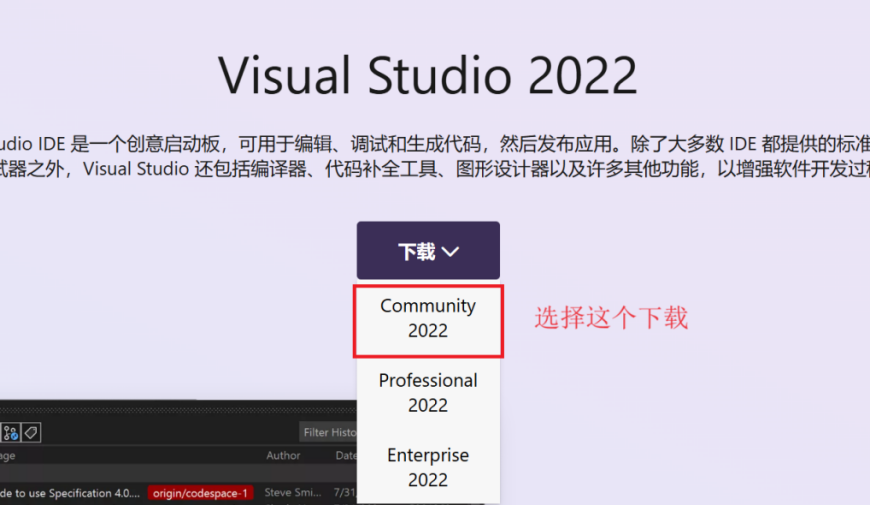 Visual Studio 2022
udio IDE 是一个创意启动板，可用于编辑、调试和生成代码，然后发布应用。除了大多数 IDE 都提供的标准
试器之外，Visual Studio 还包括编译器、代码补全工具、图形设计器以及许多其他功能，以增强软件开发过程
下载
Community
2022
选择这个下载
Professional
2022
Enterprise
2022
Filter Histo
age Author Date
de to use Specification 4.0.... origin/codespace-1 Steve Smi... 7/31/